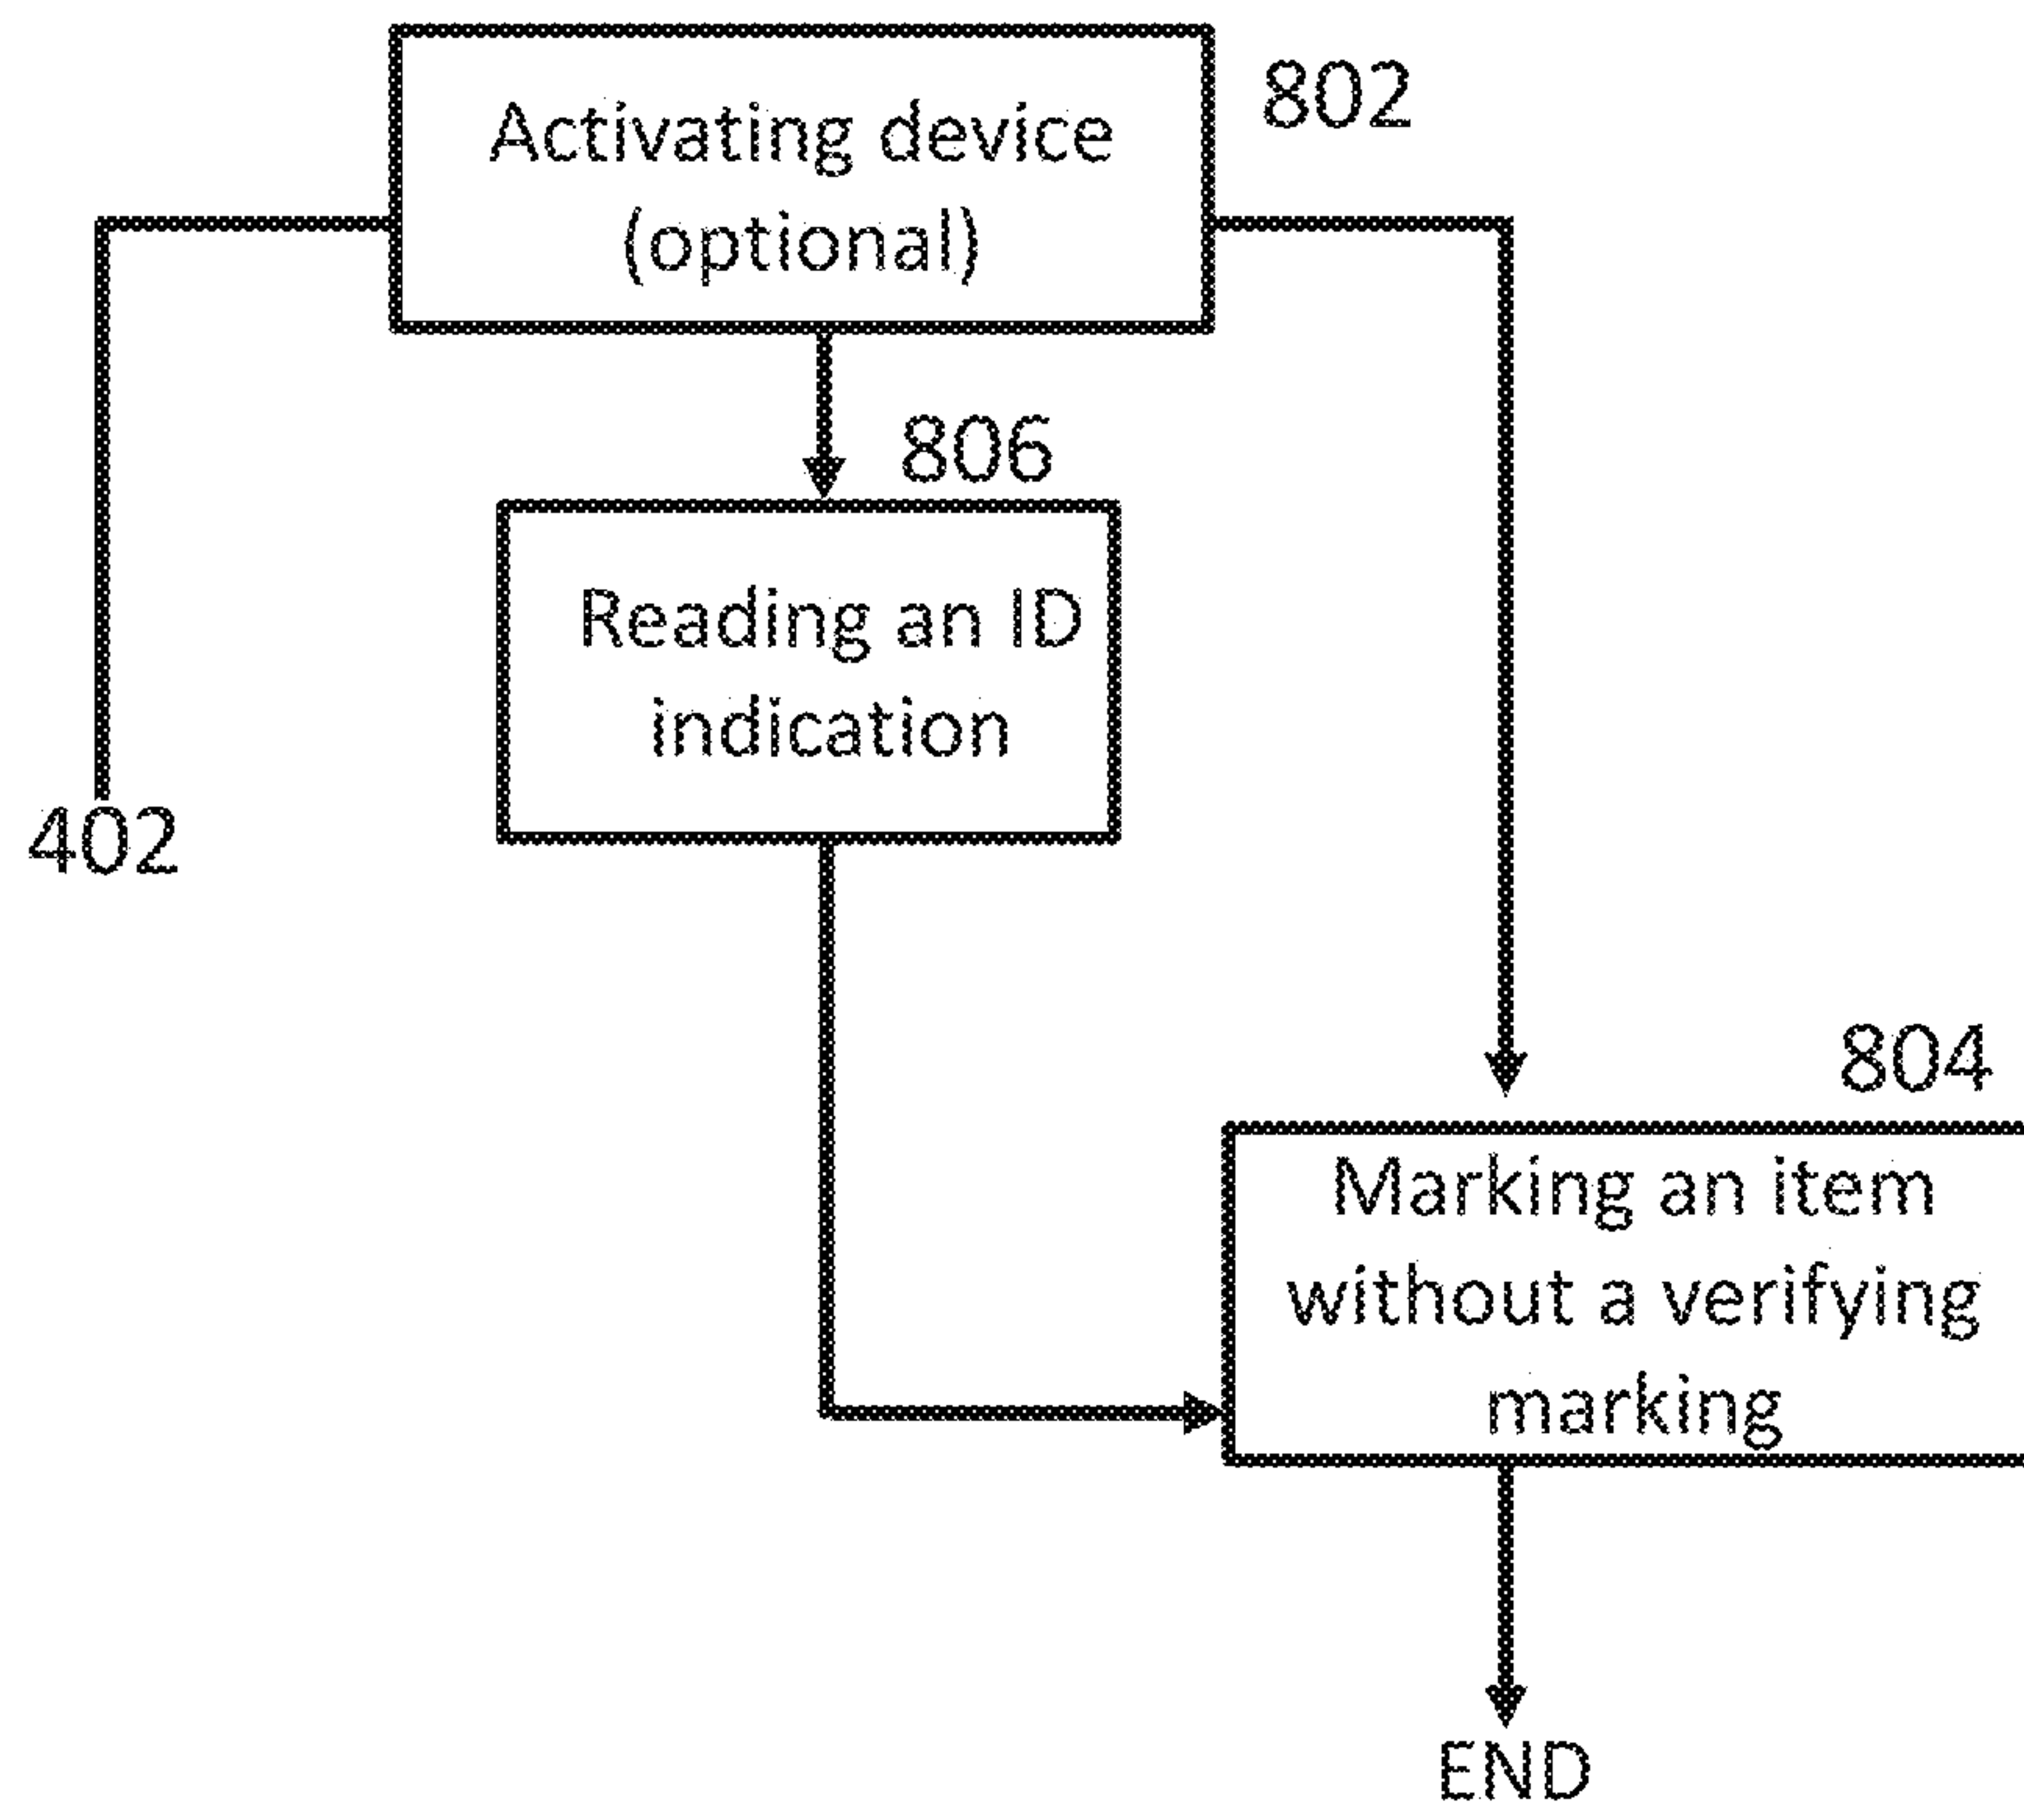 Activating device
(optional)
802
806
Reading an ID
indication
402
804
Marking an item
without a verifying
marking
END